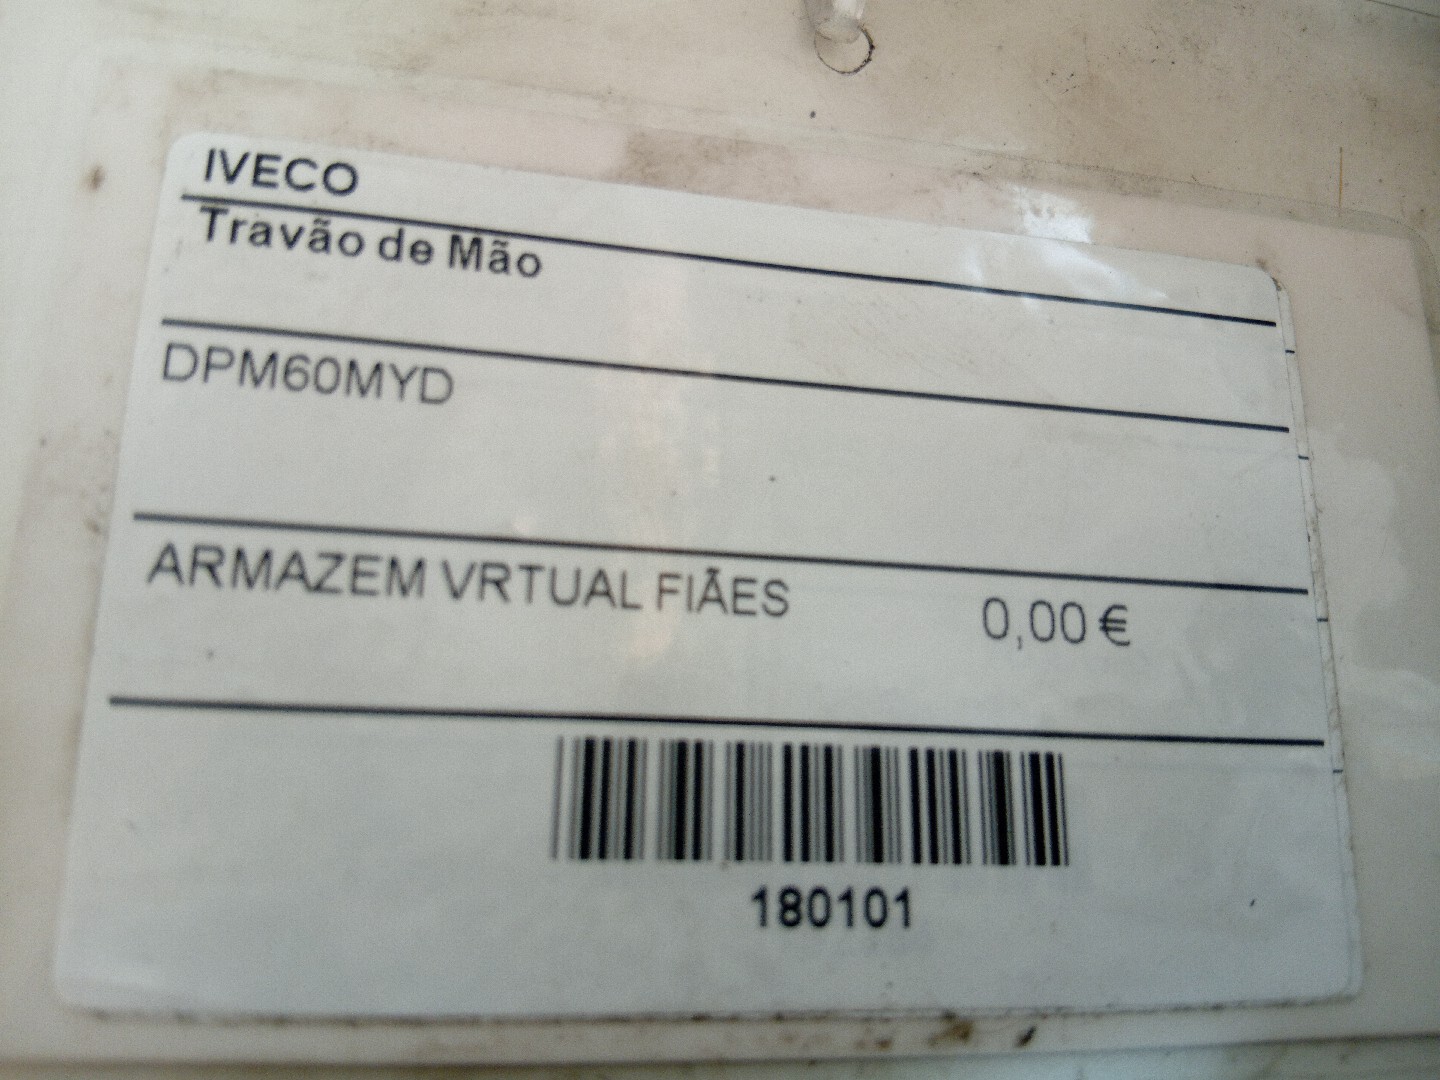 IVECO
Travão de Mão
DPM60MYD
ARMAZEM VRTUAL FIÃES 0,00 €
180101